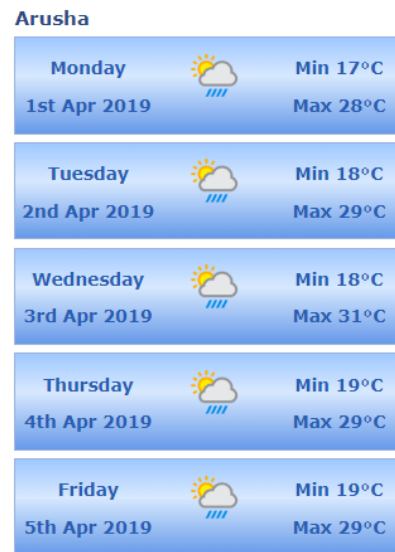 Arusha
Monday
Min 17°C
1st Apr 2019
Max 28°C
Tuesday
Min 18°C
2nd Apr 2019
Max 29°C
Wednesday
Min 18°C
3rd Apr 2019
Max 31°C
Thursday
Min 19°C
4th Apr 2019
Max 29°C
Friday
Min 19°C
5th Apr 2019
Max 29°C